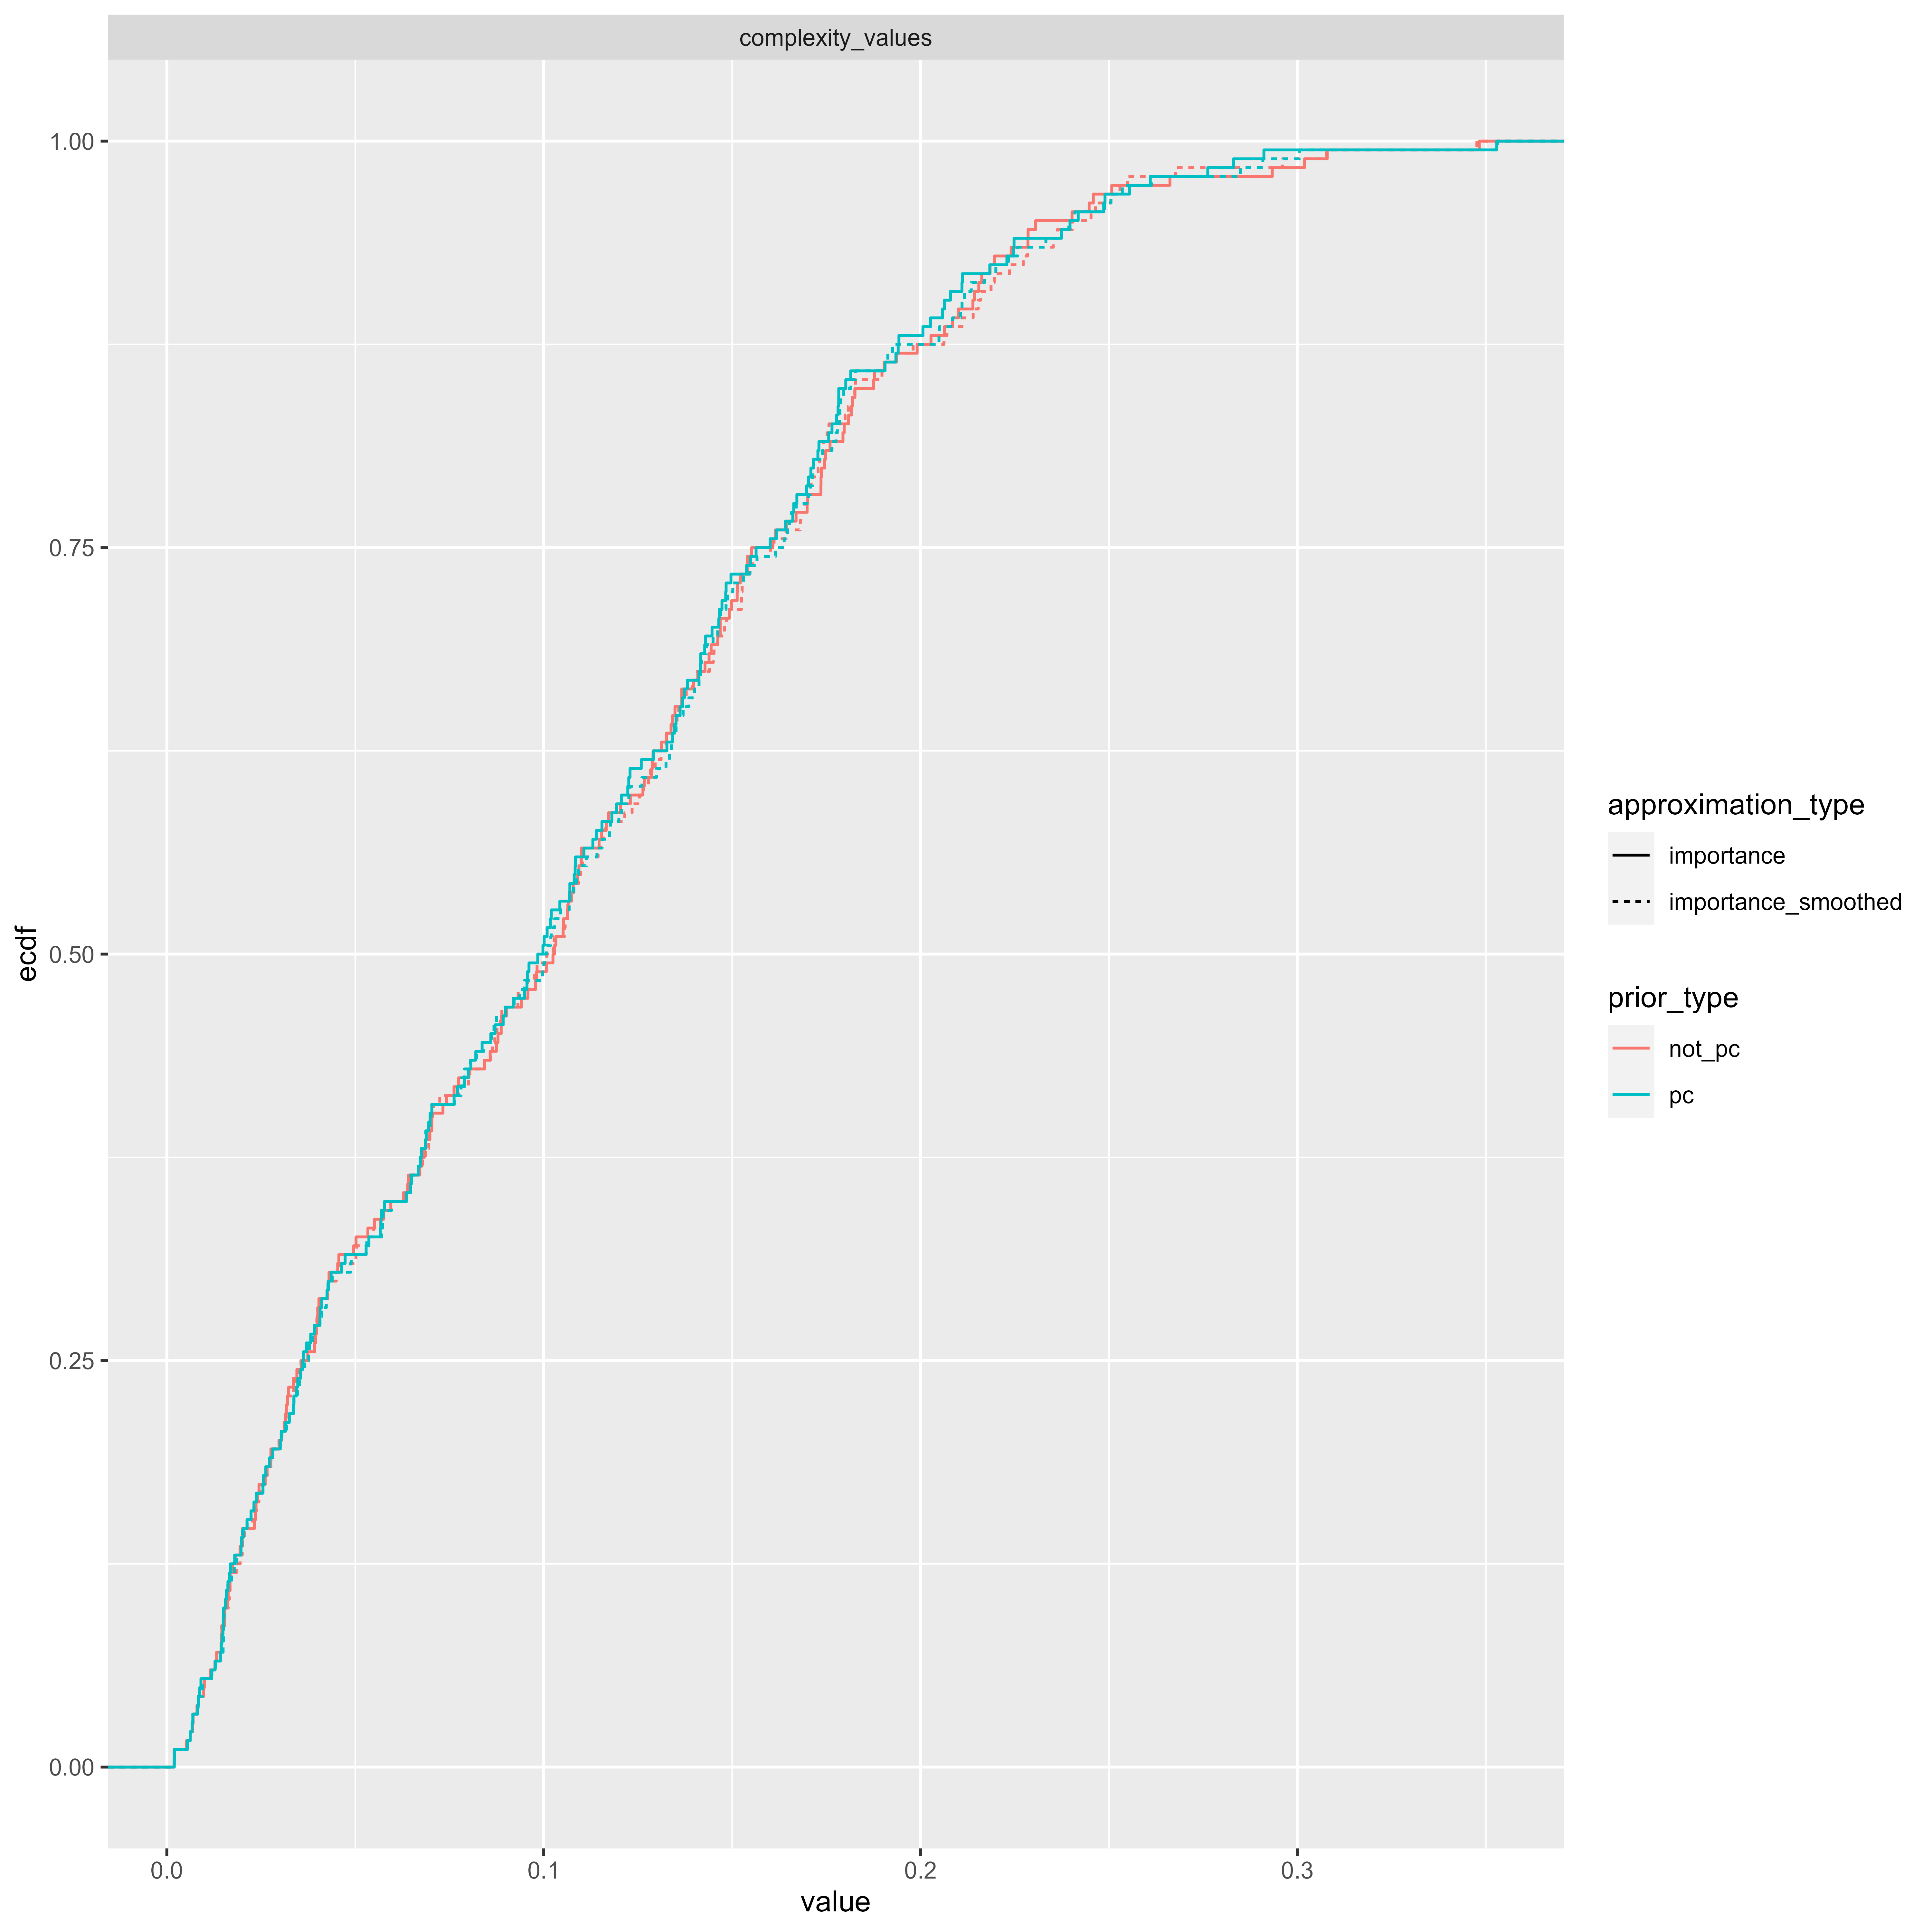 complexity_values
1.00
0.75
0.50
0.25
0.00
ecdf
0.0
0.1
0.2
0.3
value
approximation_type
importance
importance_smoothed
prior_type
not_pc
pc